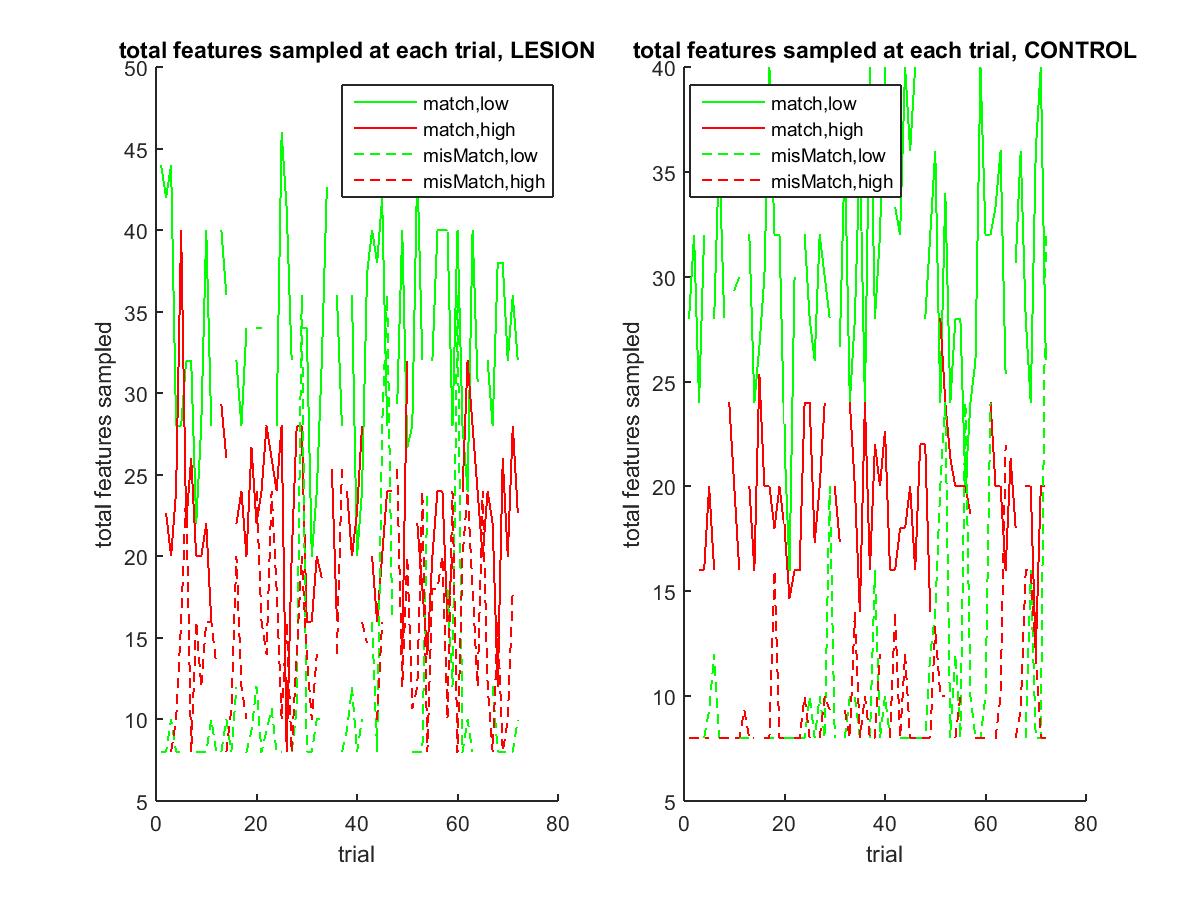 total features sampled at each trial, LESION
50
45
40
35
30
25
20
15
10
5
0
20
40
60
80
total features sampled
trial
match,low
match,high
misMatch,low
misMatch,high
total features sampled at each trial, CONTROL
40
35
30
25
20
15
10
5
0
20
40
60
80
total features sampled
trial
match,low
match,high
misMatch,low
misMatch,high